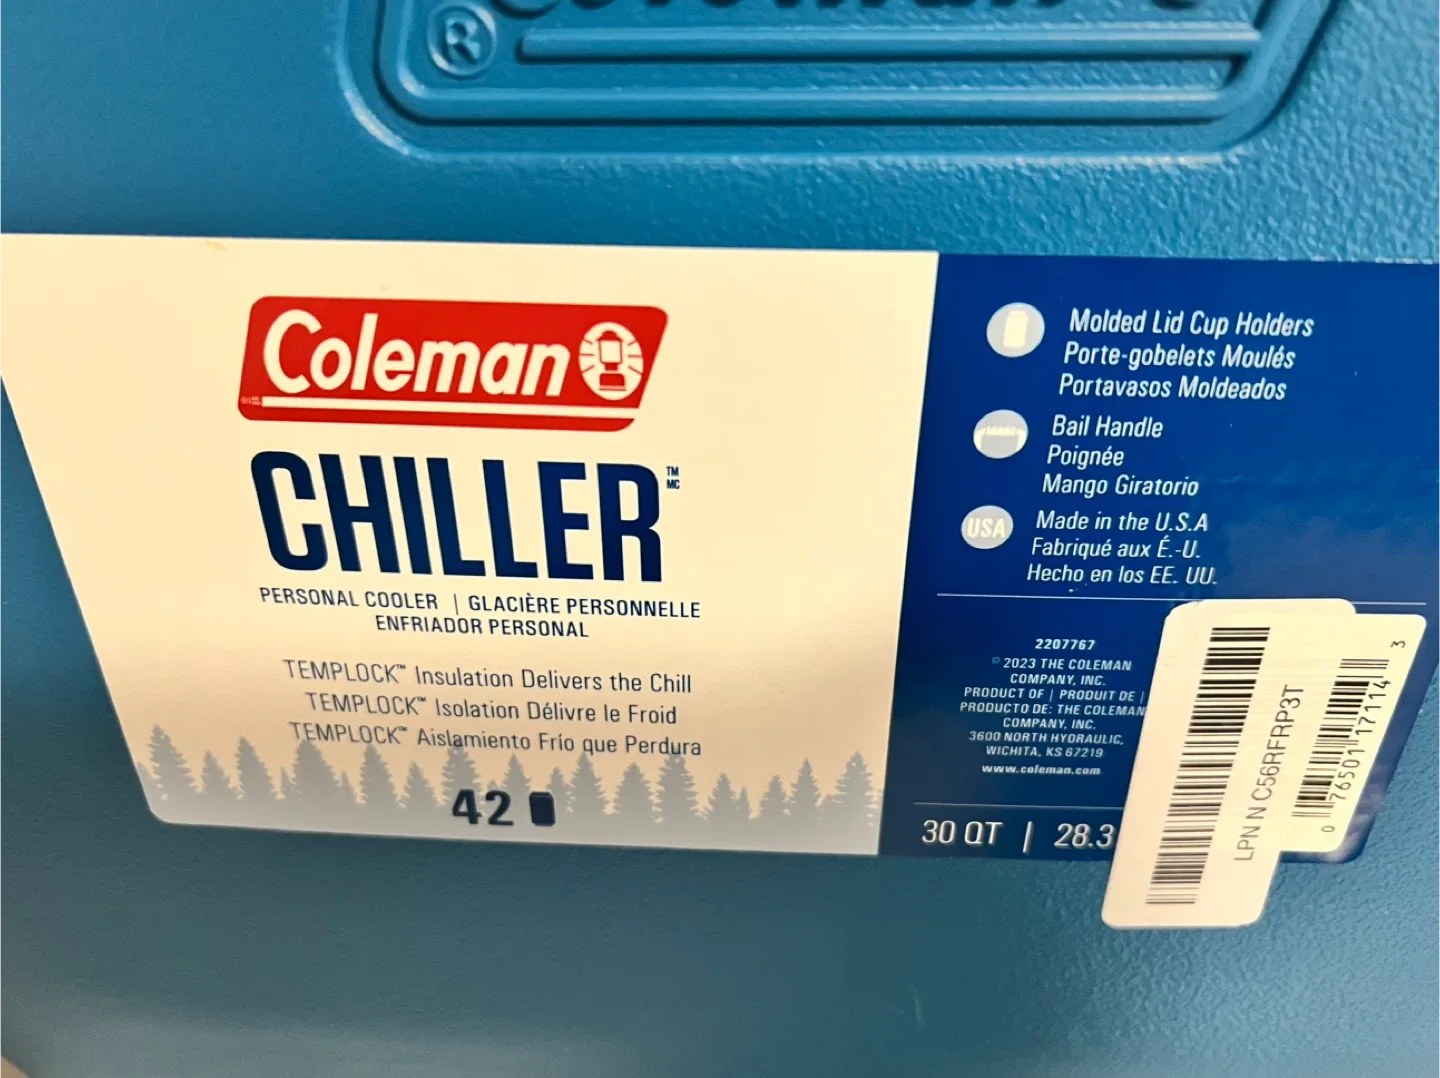 Coleman
®
Coleman
CHILLER
TM
MC
PERSONAL COOLER | GLACIÈRE PERSONNELLE
ENFRIADOR PERSONAL
TEMPLOCK™ Insulation Delivers the Chill
TEMPLOCK™ Isolation Délivre le Froid
TEMPLOCK™ Aislamiento Frío que Perdura
42
Molded Lid Cup Holders
Porte-gobelets Moulés
Portavasos Moldeados
Bail Handle
Poignée
Mango Giratorio
USA
Made in the U.S.A
Fabriqué aux É.-U.
Hecho en los EE. UU.
2207767
© 2023 THE COLEMAN
COMPANY, INC.
PRODUCT OF | PRODUIT DE |
PRODUCTO DE: THE COLEMAN
COMPANY, INC.
3600 NORTH HYDRAULIC,
WICHITA, KS 67219
www.coleman.com
30 QT | 28.3
LPN N C56RFRP3T
0 76501 17114 3